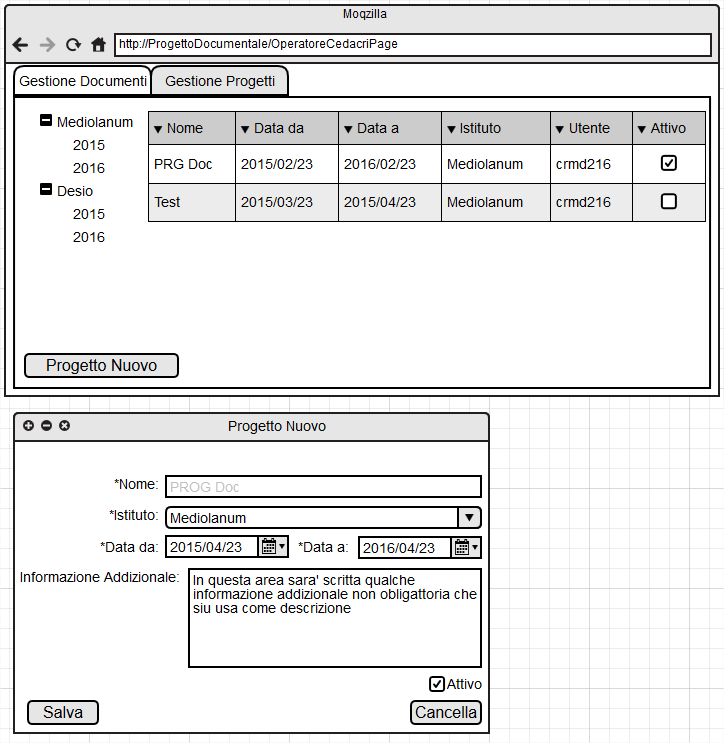 Moqzilla
http://ProgettoDocumentale/OperatoreCedacriPage
Gestione Documenti Gestione Progetti
Mediolanum
2015
2016
Desio
2015
2016
Nome Data da Data a Istituto Utente Attivo
PRG Doc 2015/02/23 2016/02/23 Mediolanum crmd216
Test 2015/03/23 2015/04/23 Mediolanum crmd216
Progetto Nuovo
Progetto Nuovo
*Nome: PROG Doc
*Istituto: Mediolanum
*Data da: 2015/04/23 *Data a: 2016/04/23
Informazione Addizionale: In questa area sara' scritta qualche
informazione addizionale non obligattoria che
siu usa come descrizione
Attivo
Salva Cancella